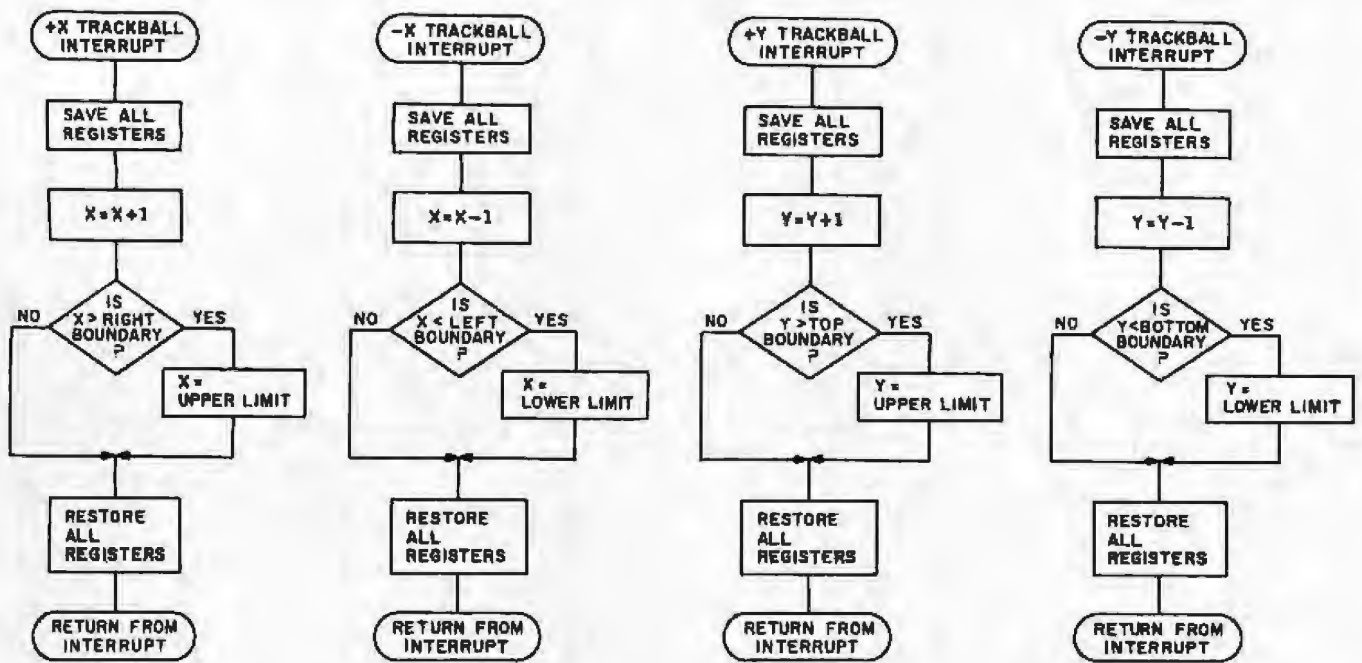 +X TRACKBALL
INTERRUPT
SAVE ALL
REGISTERS
X=X+1
IS
X>RIGHT
BOUNDARY
?
NO
YES
X=
UPPER LIMIT
RESTORE
ALL
REGISTERS
RETURN FROM
INTERRUPT
-X TRACKBALL
INTERRUPT
SAVE ALL
REGISTERS
X=X-1
IS
X<LEFT
BOUNDARY
?
NO
YES
X=
LOWER LIMIT
RESTORE
ALL
REGISTERS
RETURN FROM
INTERRUPT
+Y TRACKBALL
INTERRUPT
SAVE ALL
REGISTERS
Y=Y+1
IS
Y>TOP
BOUNDARY
?
NO
YES
Y=
UPPER LIMIT
RESTORE
ALL
REGISTERS
RETURN FROM
INTERRUPT
-Y TRACKBALL
INTERRUPT
SAVE ALL
REGISTERS
Y=Y-1
IS
Y<BOTTOM
BOUNDARY
?
NO
YES
Y=
LOWER LIMIT
RESTORE
ALL
REGISTERS
RETURN FROM
INTERRUPT